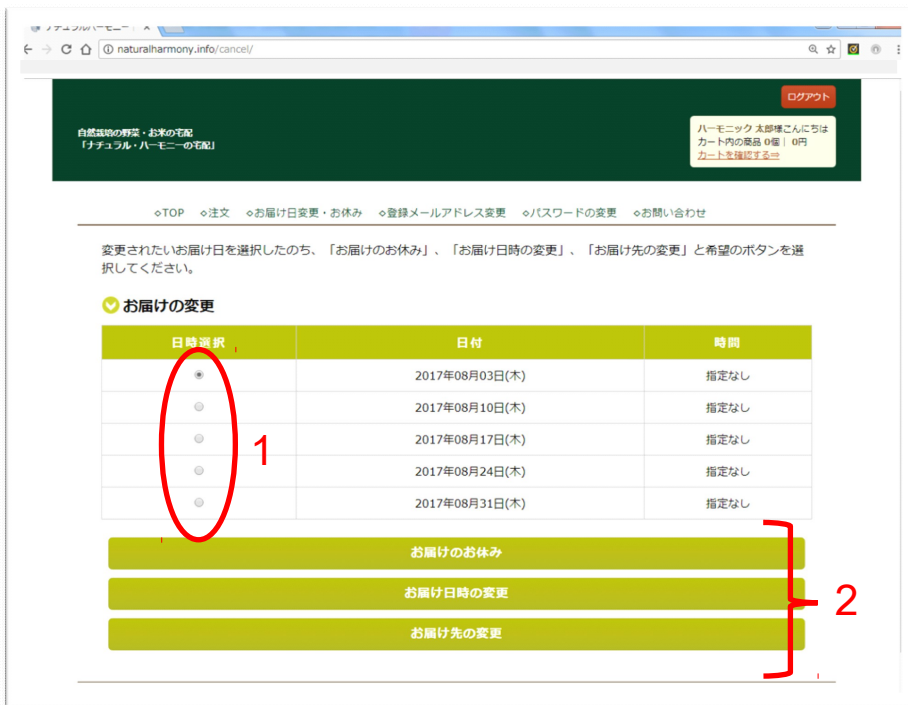 naturalharmony.info/cancel/
ログアウト
自然栽培の野菜・お米の宅配
「ナチュラル・ハーモニーの宅配」
ハーモニック 太郎様こんにちは
カート内の商品 0個｜ 0円
カートを確認する⇒
◇TOP ◇注文 ◇お届け日変更・お休み ◇登録メールアドレス変更 ◇パスワードの変更 ◇お問い合わせ
変更されたいお届け日を選択したのち、「お届けのお休み」、「お届け日時の変更」、「お届け先の変更」と希望のボタンを選
択してください。
お届けの変更
日時選択 日付 時間
2017年08月03日(木) 指定なし
2017年08月10日(木) 指定なし
2017年08月17日(木) 指定なし
2017年08月24日(木) 指定なし
2017年08月31日(木) 指定なし
1
お届けのお休み
お届け日時の変更
お届け先の変更
2